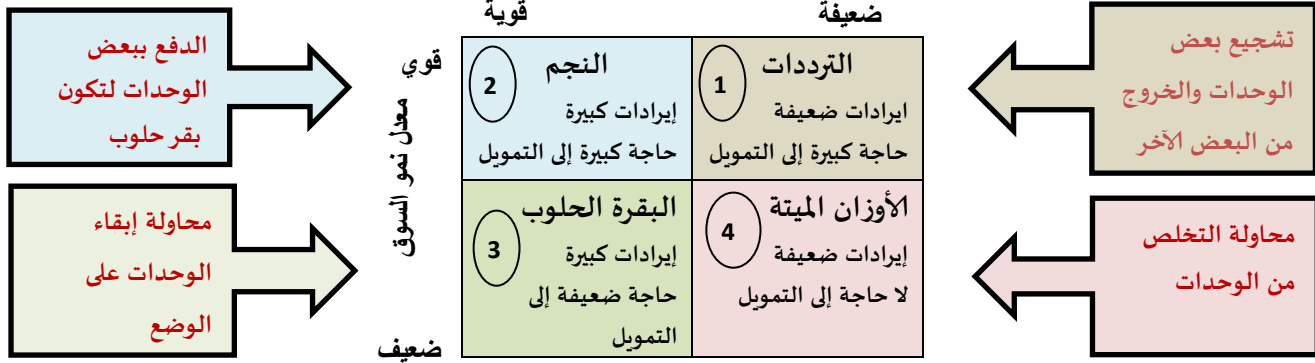 ضعيفة
قوية
تشجيع بعض
الوحدات والخروج
من البعض الآخر
الترددات
1
ايرادات ضعيفة
حاجة كبيرة إلى التمويل
النجم
2
إيرادات كبيرة
حاجة كبيرة إلى التمويل
قوي
معدل نمو السوق
ضعيف
الدفع ببعض
الوحدات لتكون
بقر حلوب
محاولة التخلص
من الوحدات
الأوزان الميتة
4
إيرادات ضعيفة
لا حاجة إلى التمويل
البقرة الحلوب
3
إيرادات كبيرة
حاجة ضعيفة إلى
التمويل
محاولة إبقاء
الوحدات على
الوضع